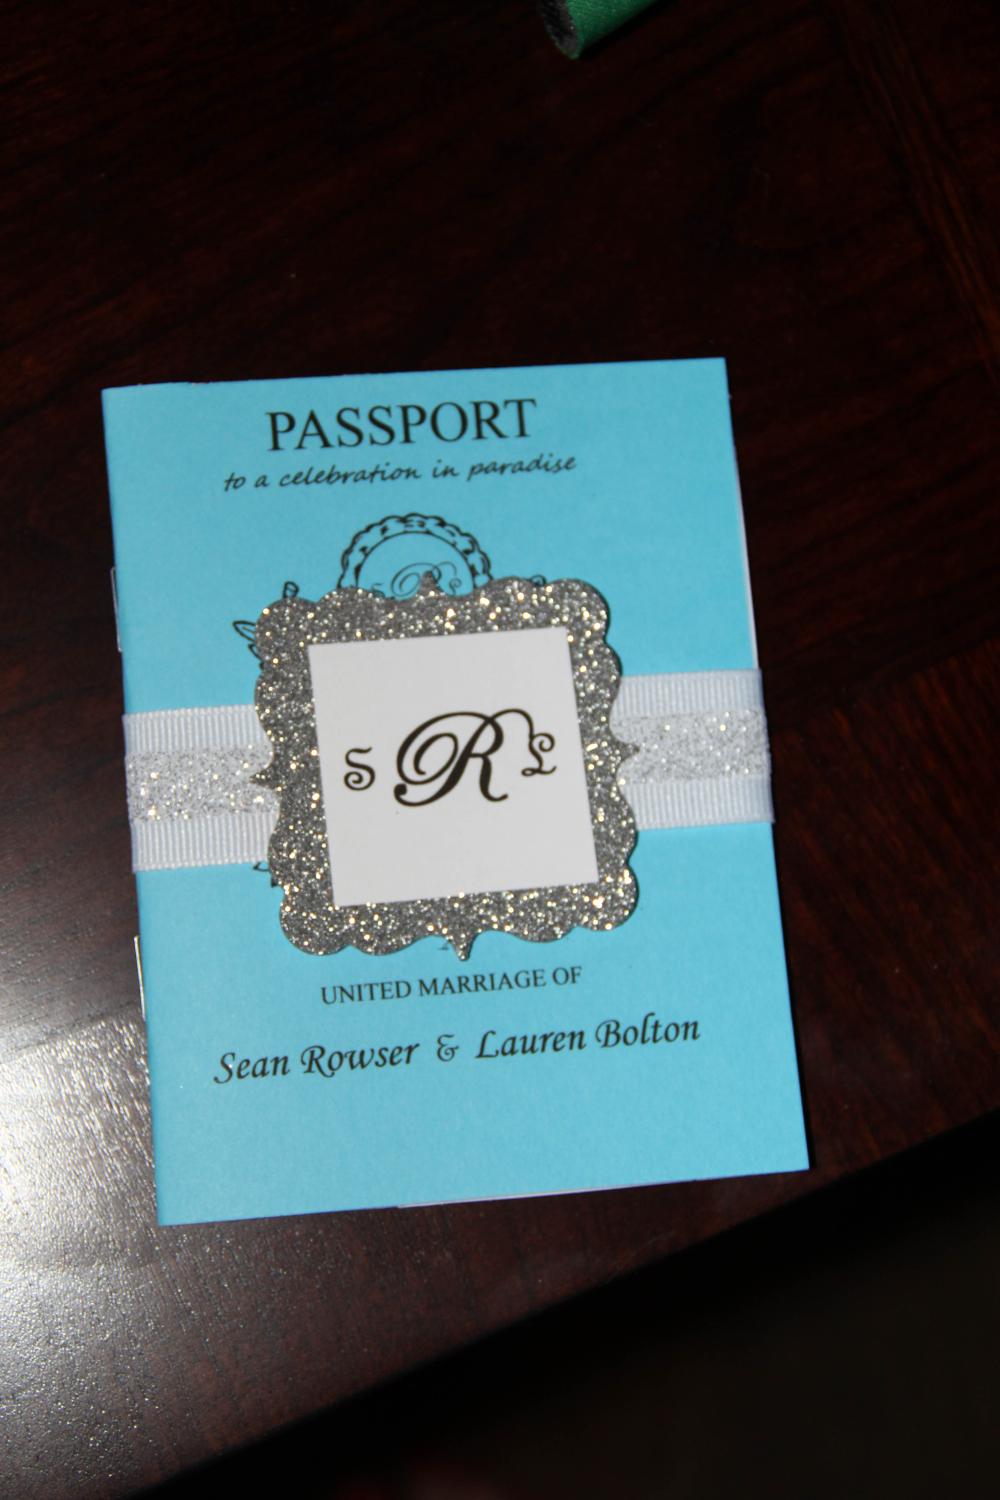 PASSPORT
to a celebration in paradise
S R L
S R L
UNITED MARRIAGE OF
Sean Rowser & Lauren Bolton